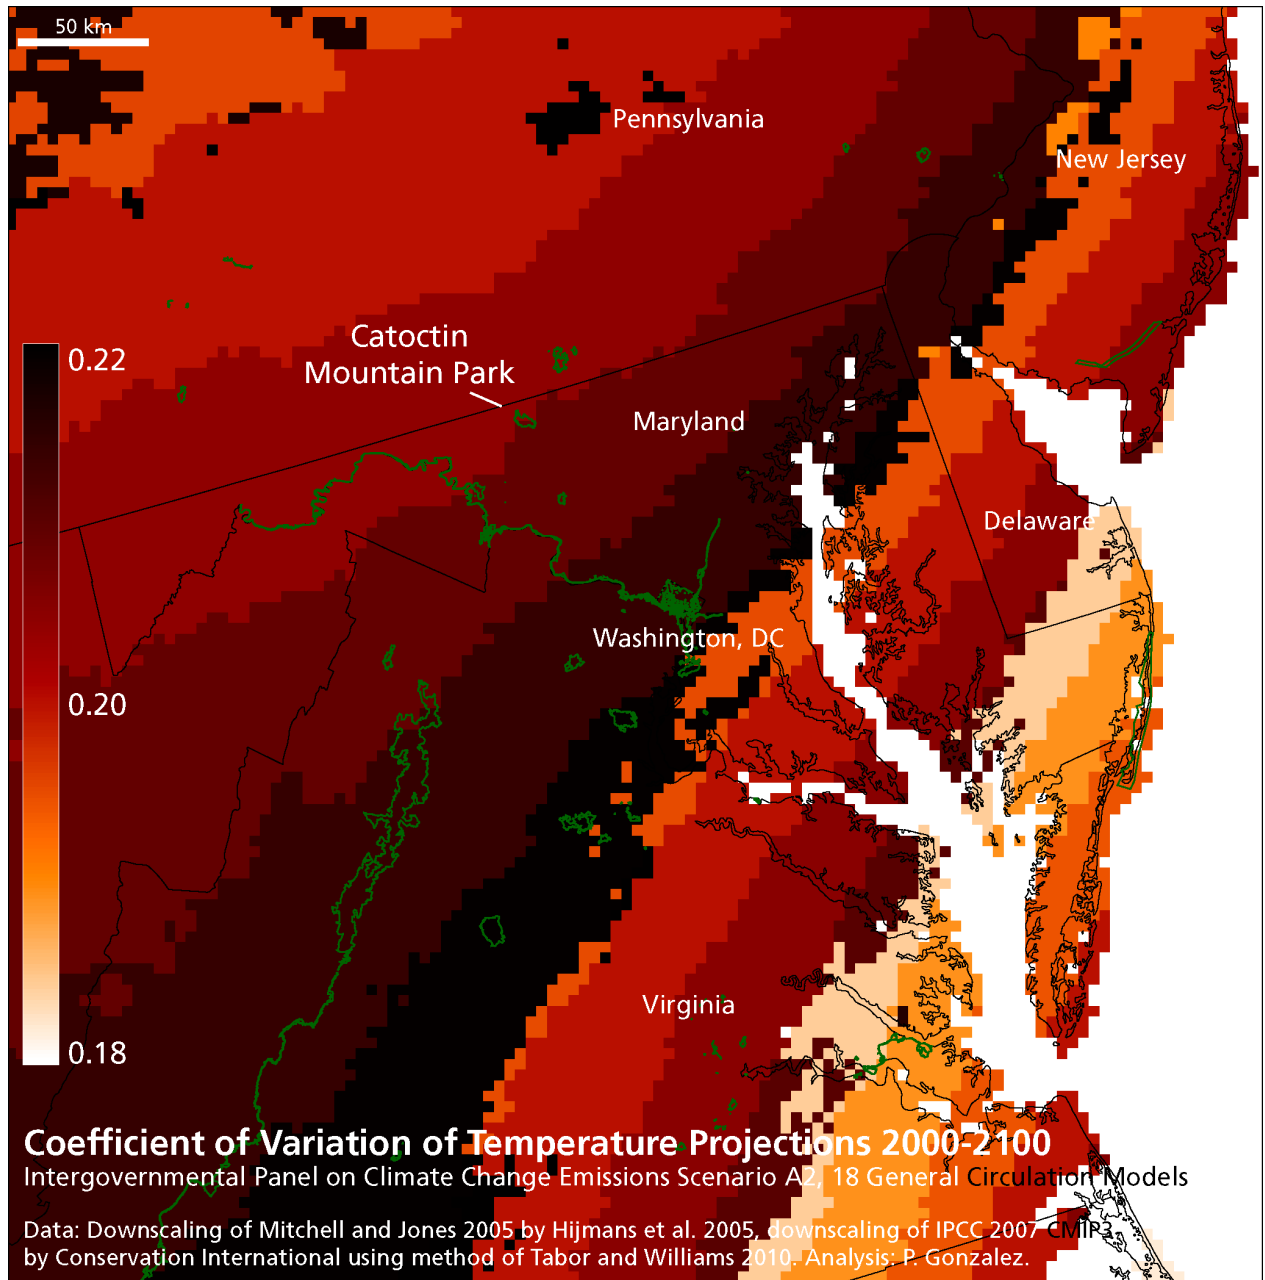 50 km
Pennsylvania
New Jersey
Catoctin
Mountain Park
0.22
Maryland
Delaware
Washington, DC
0.20
Virginia
0.18
Coefficient of Variation of Temperature Projections 2000-2100
Intergovernmental Panel on Climate Change Emissions Scenario A2, 18 General Circulation Models
Data: Downscaling of Mitchell and Jones 2005 by Hijmans et al. 2005, downscaling of IPCC 2007 CMIP3
by Conservation International using method of Tabor and Williams 2010. Analysis: P. Gonzalez.